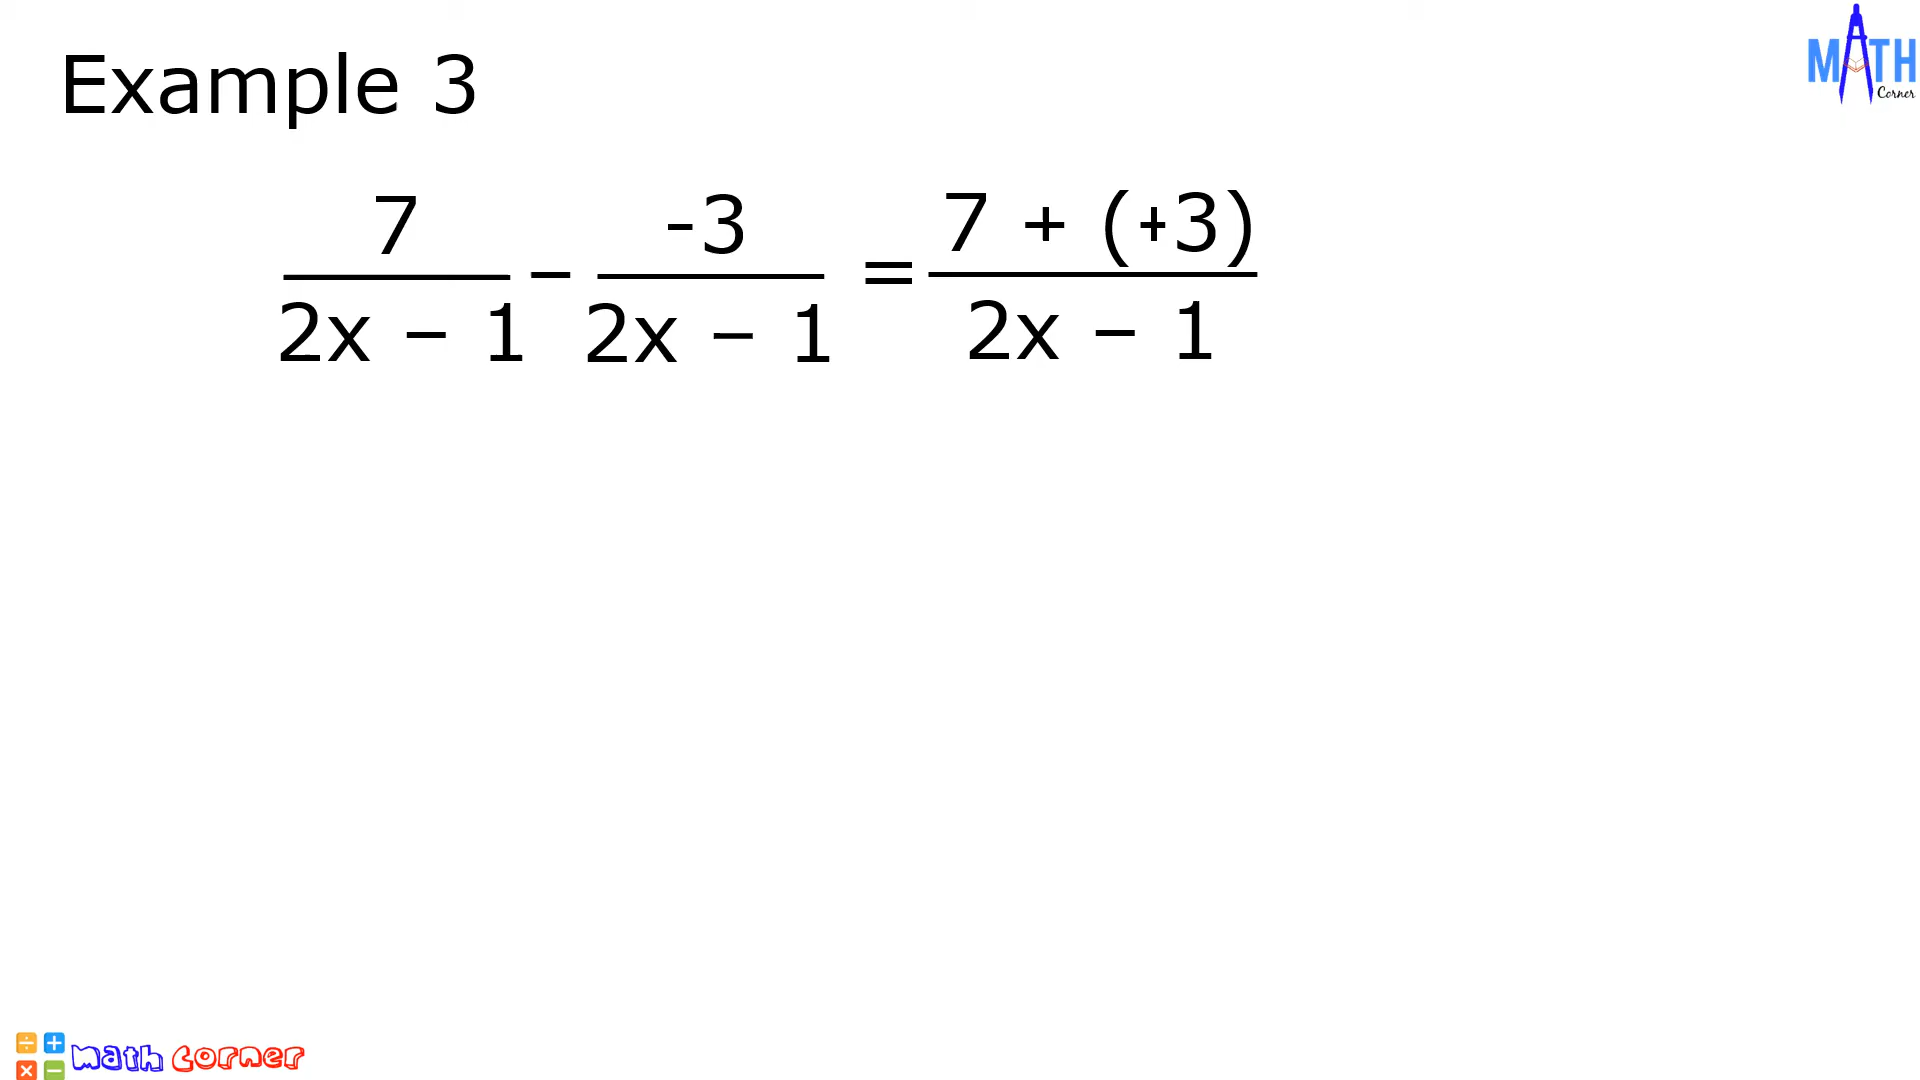 Example 3
MATH
Corner
7 -3 7 + (+3)
– =
2x – 1 2x – 1 2x – 1
÷ + × − math corner